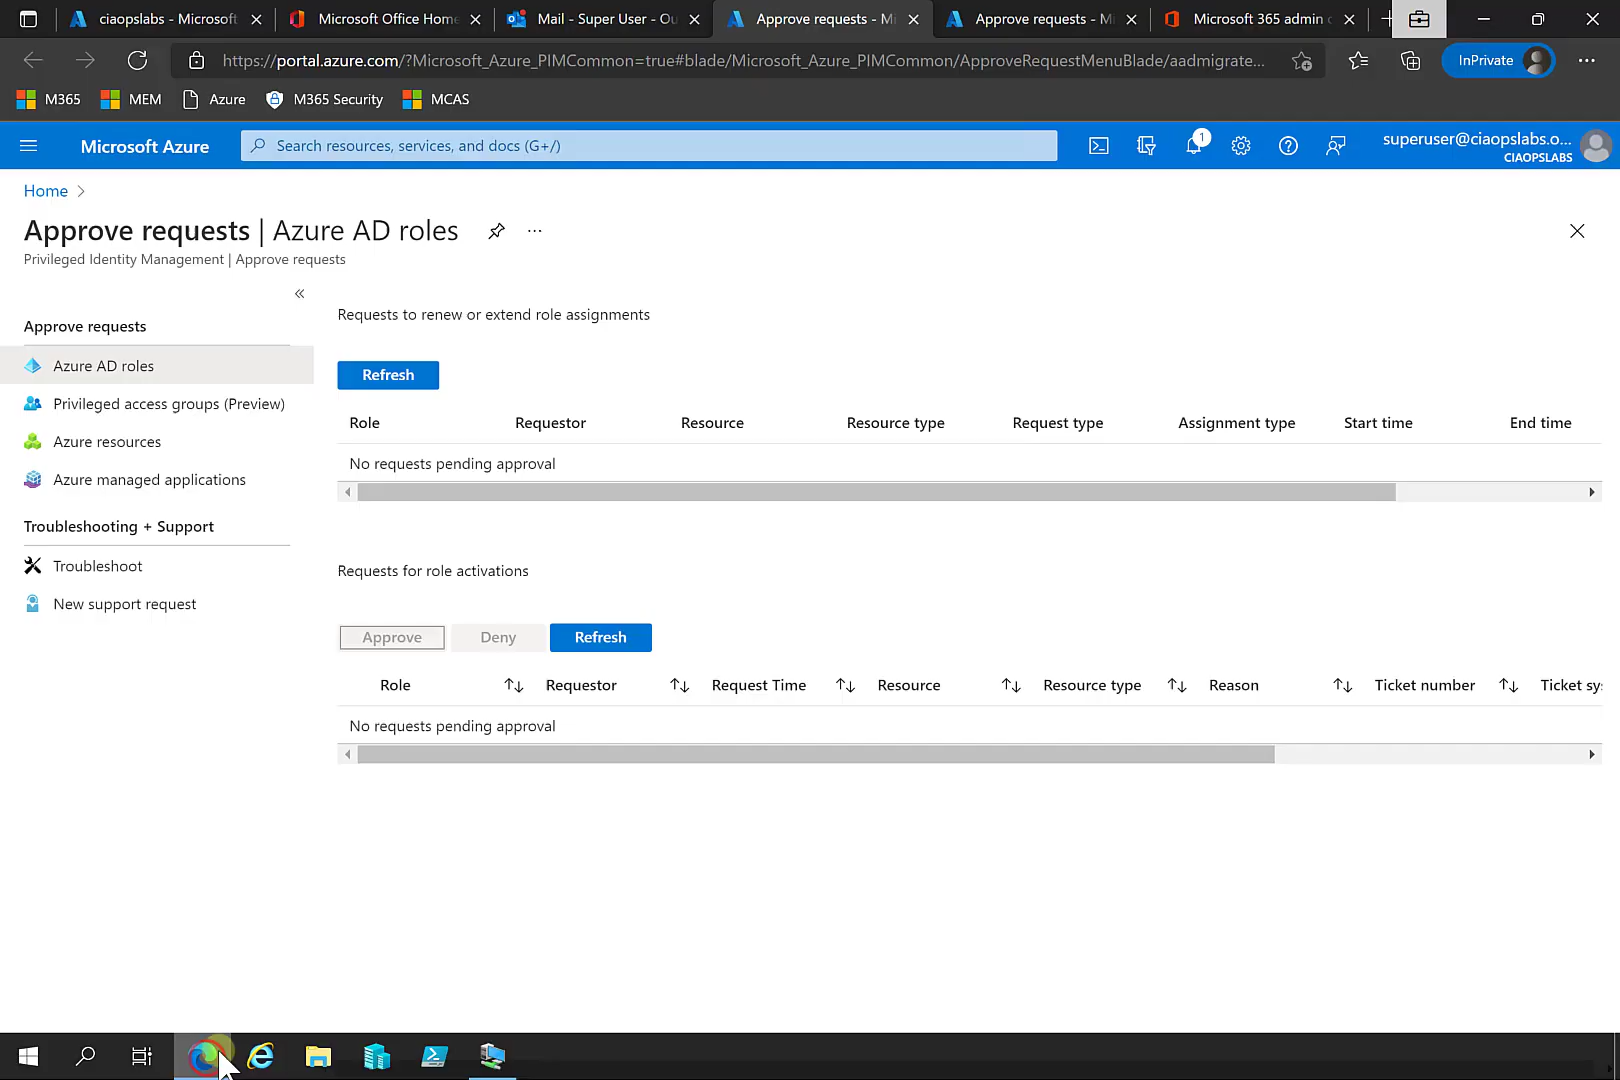 ciaopslabs - Microsoft
Microsoft Office Home
Mail - Super User - Ou
Approve requests - Mi
Approve requests - Mi
Microsoft 365 admin c
https://portal.azure.com/?Microsoft_Azure_PIMCommon=true#blade/Microsoft_Azure_PIMCommon/ApproveRequestMenuBlade/aadmigrate...
InPrivate
M365
MEM
Azure
M365 Security
MCAS
Microsoft Azure
Search resources, services, and docs (G+/)
1
superuser@ciaopslabs.o...
CIAOPSLABS
Home
Approve requests | Azure AD roles
Privileged Identity Management | Approve requests
Approve requests
Azure AD roles
Privileged access groups (Preview)
Azure resources
Azure managed applications
Troubleshooting + Support
Troubleshoot
New support request
Requests to renew or extend role assignments
Refresh
Role Requestor Resource Resource type Request type Assignment type Start time End time
No requests pending approval
Requests for role activations
Approve Deny Refresh
Role Requestor Request Time Resource Resource type Reason Ticket number Ticket sy
No requests pending approval